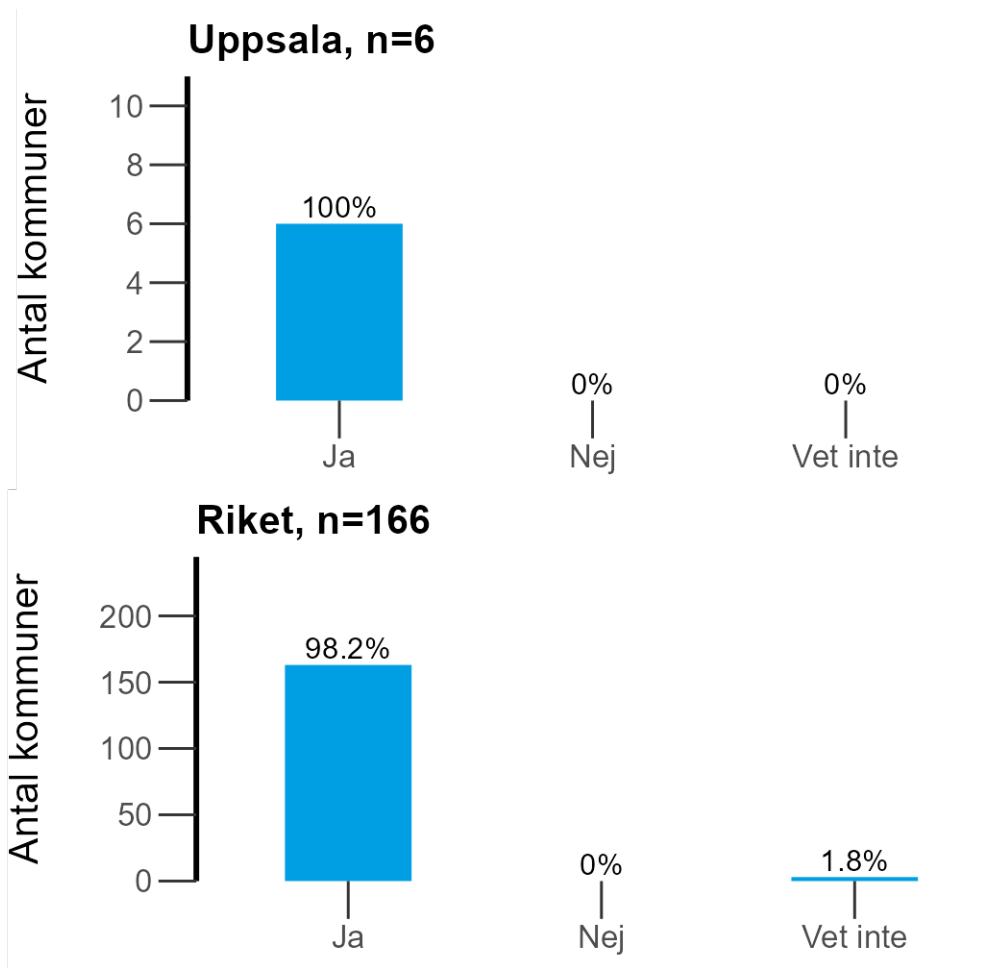 Uppsala, n=6
Antal kommuner
10
8
6
4
2
0
100%
0%
0%
Ja
Nej
Vet inte
Riket, n=166
Antal kommuner
200
150
100
50
0
98.2%
0%
1.8%
Ja
Nej
Vet inte